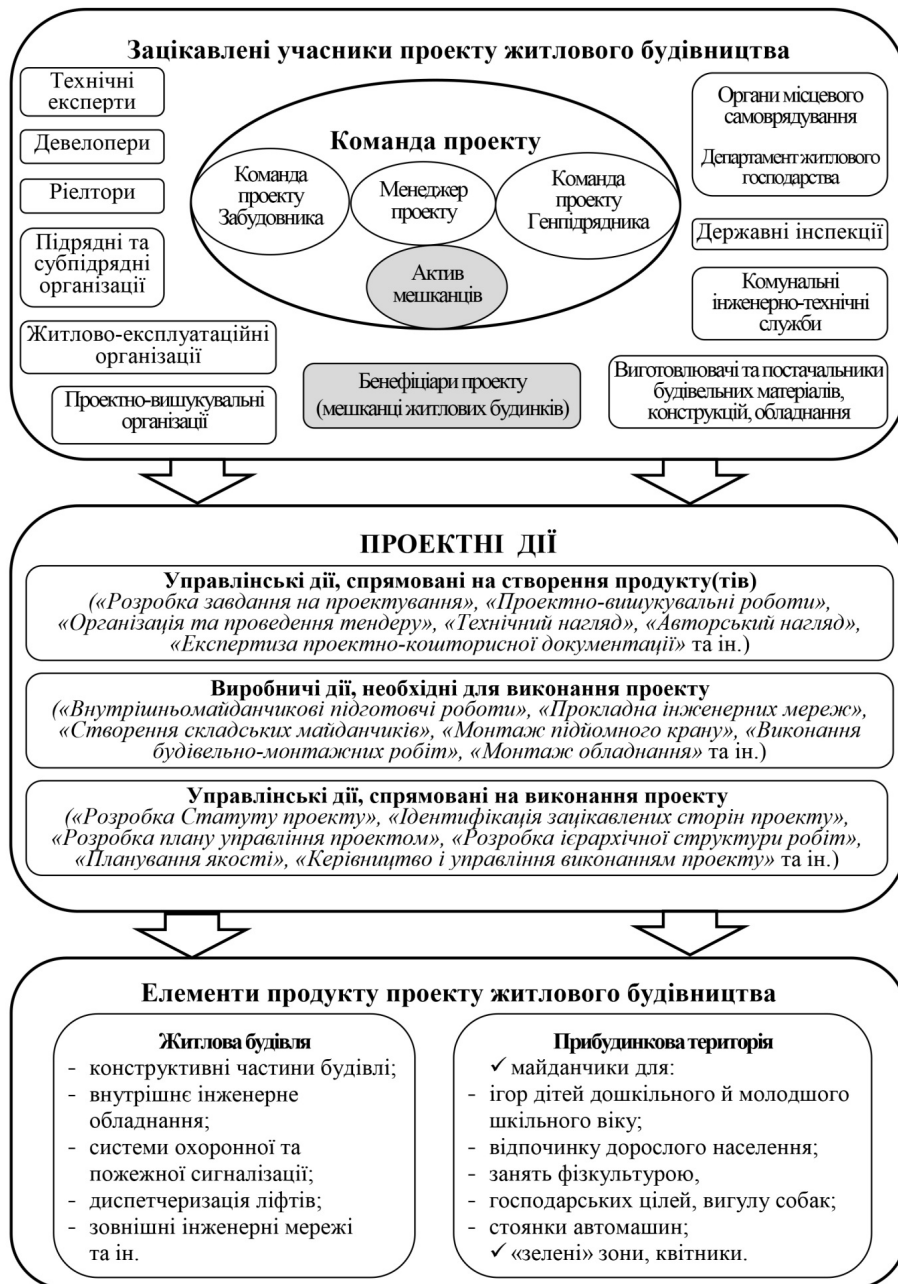 Зацікавлені учасники проекту житлового будівництва
Технічні
експерти
Девелопери
Ріелтори
Підрядні та
субпідрядні
організації
Житлово-експлуатаційні
організації
Проектно-вишукувальні
організації
Команда проекту
Команда
проекту
Забудовника
Менеджер
проекту
Команда
проекту
Генпідрядника
Актив
мешканців
Бенефіціари проекту
(мешканці житлових будинків)
Органи місцевого
самоврядування
Департамент житлового
господарства
Державні інспекції
Комунальні
інженерно-технічні
служби
Виготовлювачі та постачальники
будівельних матеріалів,
конструкцій, обладнання
ПРОЕКТНІ ДІЇ
Управлінські дії, спрямовані на створення продукту(тів)
(«Розробка завдання на проектування», «Проектно-вишукувальні роботи»,
«Організація та проведення тендеру», «Технічний нагляд», «Авторський нагляд»,
«Експертиза проектно-кошторисної документації» та ін.)
Виробничі дії, необхідні для виконання проекту
(«Внутрішньомайданчикові підготовчі роботи», «Прокладна інженерних мереж»,
«Створення складських майданчиків», «Монтаж підйомного крану», «Виконання
будівельно-монтажних робіт», «Монтаж обладнання» та ін.)
Управлінські дії, спрямовані на виконання проекту
(«Розробка Статуту проекту», «Ідентифікація зацікавлених сторін проекту»,
«Розробка плану управління проектом», «Розробка ієрархічної структури робіт»,
«Планування якості», «Керівництво і управління виконанням проекту» та ін.)
Елементи продукту проекту житлового будівництва
Житлова будівля
- конструктивні частини будівлі;
- внутрішнє інженерне
обладнання;
- системи охоронної та
пожежної сигналізації;
- диспетчеризація ліфтів;
- зовнішні інженерні мережі
та ін.
Прибудинкова територія
✓ майданчики для:
- ігор дітей дошкільного й молодшого
шкільного віку;
- відпочинку дорослого населення;
- занять фізкультурою,
- господарських цілей, вигулу собак;
- стоянки автомашин;
✓ «зелені» зони, квітники.